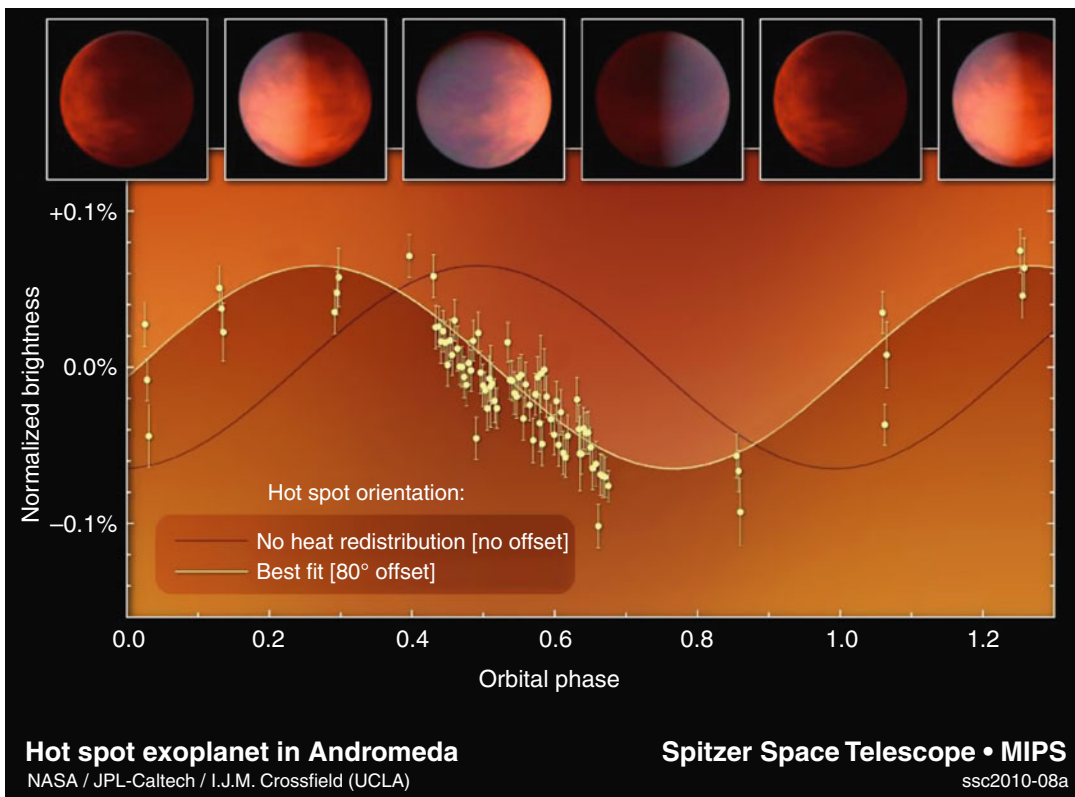 +0.1%
0.0%
–0.1%
Normalized brightness
Hot spot orientation:
No heat redistribution [no offset]
Best fit [80° offset]
0.0 0.2 0.4 0.6 0.8 1.0 1.2
Orbital phase
Hot spot exoplanet in Andromeda
NASA / JPL-Caltech / I.J.M. Crossfield (UCLA)
Spitzer Space Telescope • MIPS
ssc2010-08a